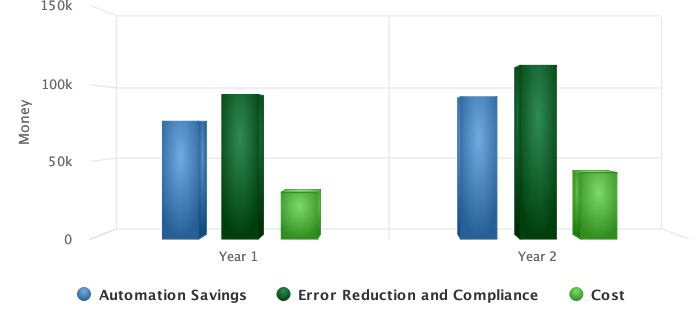 150k
100k
Money
50k
0
Year 1 Year 2
Automation Savings Error Reduction and Compliance Cost